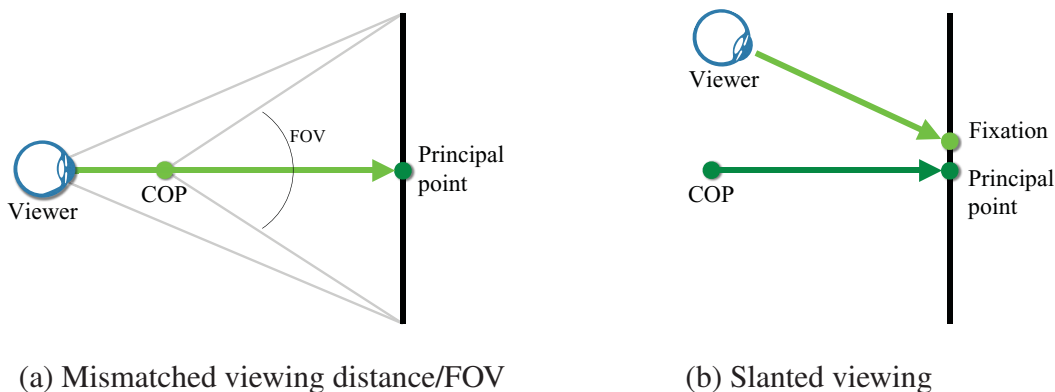 FOV
Principal
point
COP
Viewer
(a) Mismatched viewing distance/FOV
Viewer
Fixation
Principal
point
COP
(b) Slanted viewing